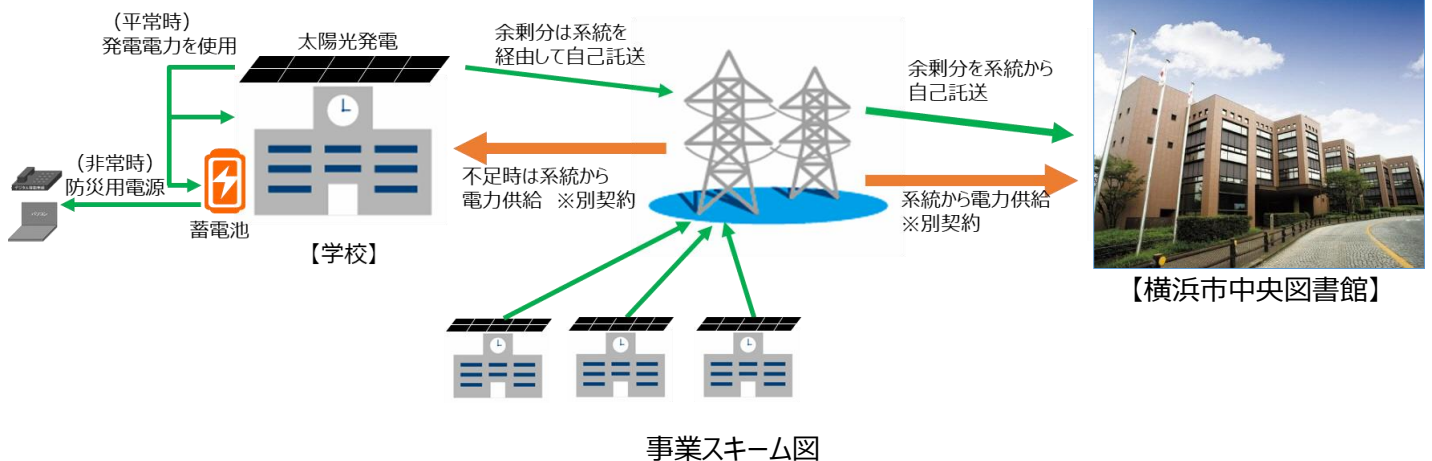 （平常時）
発電電力を使用
太陽光発電
余剰分は系統を
経由して自己託送
余剰分を系統から
自己託送
（非常時）
防災用電源
パソコン
蓄電池
【学校】
不足時は系統から
電力供給　※別契約
系統から電力供給
※別契約
【横浜市中央図書館】
事業スキーム図